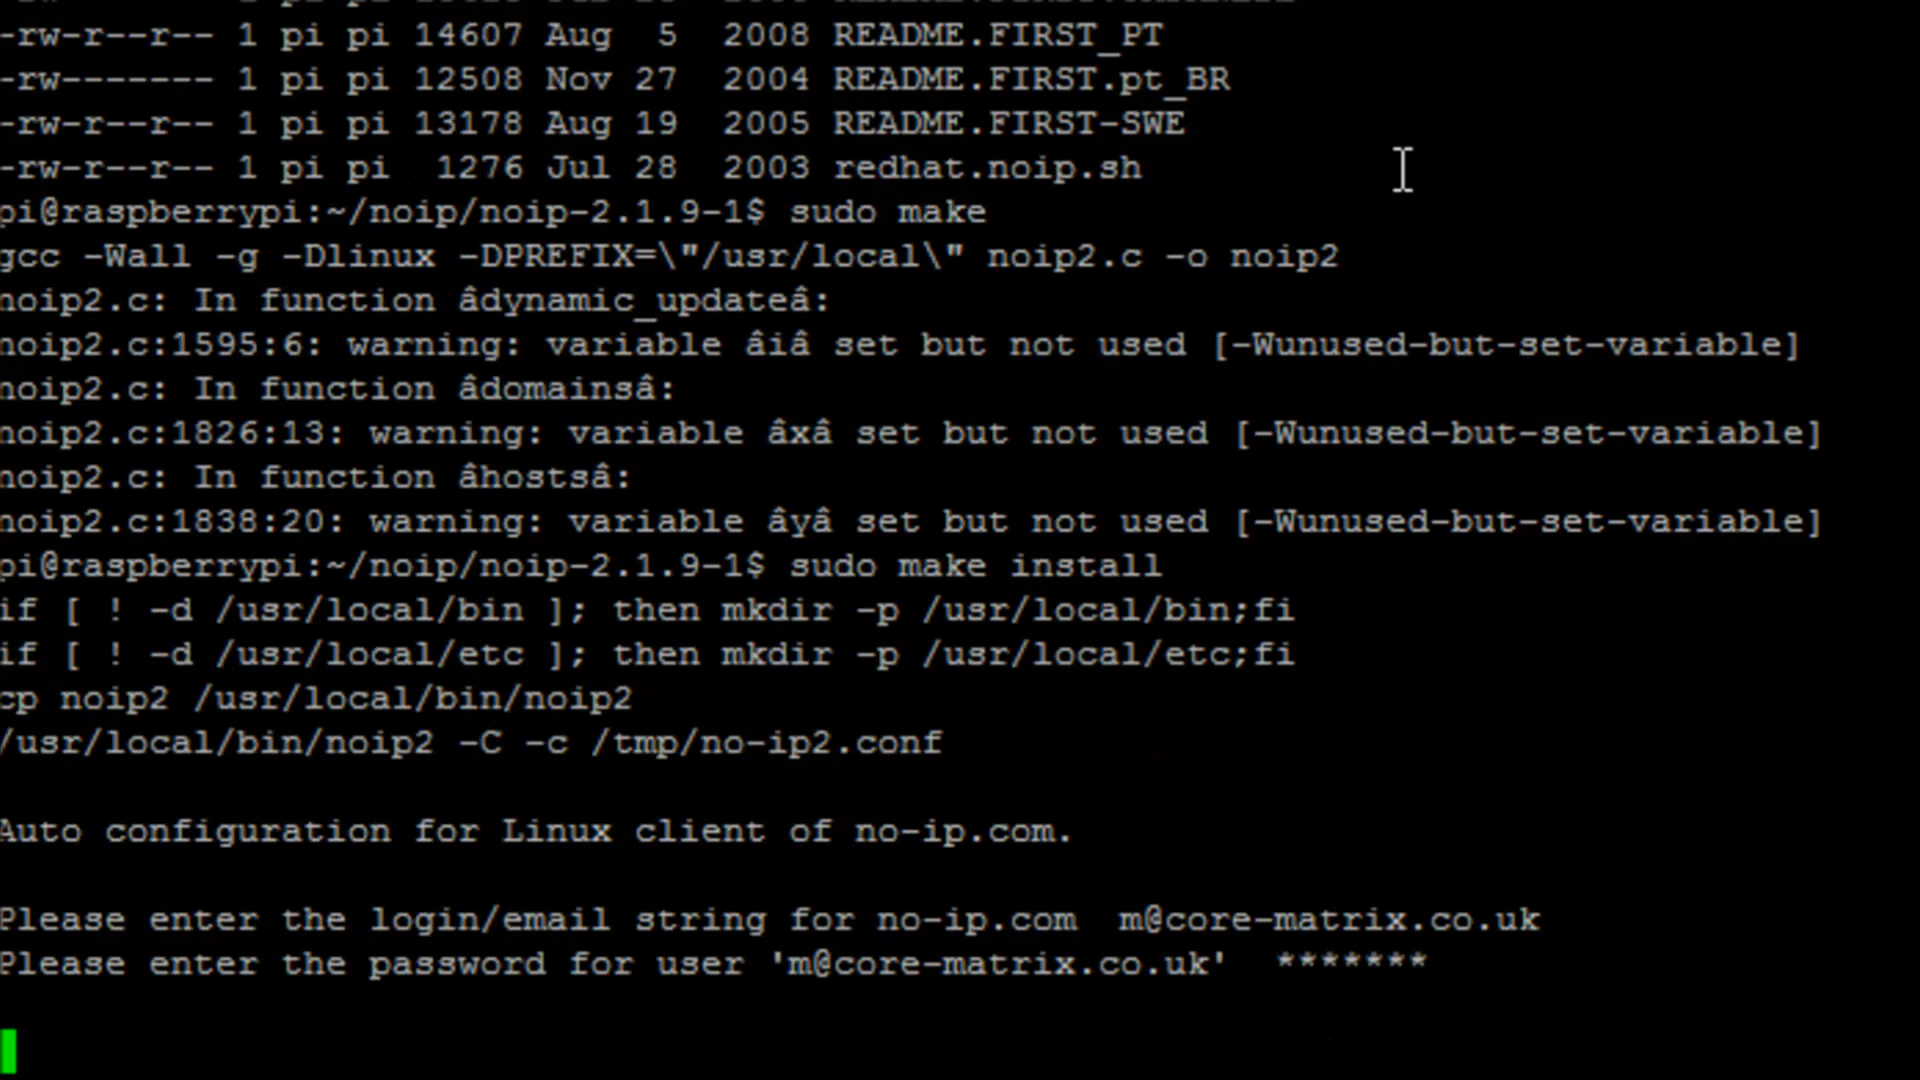 -rw-r--r-- 1 pi pi 14607 Aug  5  2008 README.FIRST_PT
-rw------- 1 pi pi 12508 Nov 27  2004 README.FIRST.pt_BR
-rw-r--r-- 1 pi pi 13178 Aug 19  2005 README.FIRST-SWE
-rw-r--r-- 1 pi pi  1276 Jul 28  2003 redhat.noip.sh
pi@raspberrypi:~/noip/noip-2.1.9-1$ sudo make
gcc -Wall -g -Dlinux -DPREFIX=\"/usr/local\" noip2.c -o noip2
noip2.c: In function âdynamic_updateâ:
noip2.c:1595:6: warning: variable âiâ set but not used [-Wunused-but-set-variable]
noip2.c: In function âdomainsâ:
noip2.c:1826:13: warning: variable âxâ set but not used [-Wunused-but-set-variable]
noip2.c: In function âhostsâ:
noip2.c:1838:20: warning: variable âyâ set but not used [-Wunused-but-set-variable]
pi@raspberrypi:~/noip/noip-2.1.9-1$ sudo make install
if [ ! -d /usr/local/bin ]; then mkdir -p /usr/local/bin;fi
if [ ! -d /usr/local/etc ]; then mkdir -p /usr/local/etc;fi
cp noip2 /usr/local/bin/noip2
/usr/local/bin/noip2 -C -c /tmp/no-ip2.conf
Auto configuration for Linux client of no-ip.com.
Please enter the login/email string for no-ip.com  m@core-matrix.co.uk
Please enter the password for user 'm@core-matrix.co.uk'  *******